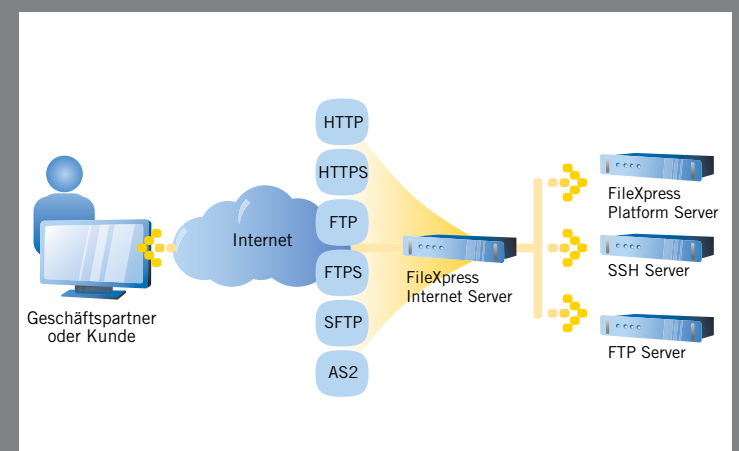 HTTP
HTTPS
FTP
FTPS
SFTP
AS2
Internet
Geschäftspartner
oder Kunde
FileXpress
Internet Server
FileXpress
Platform Server
SSH Server
FTP Server